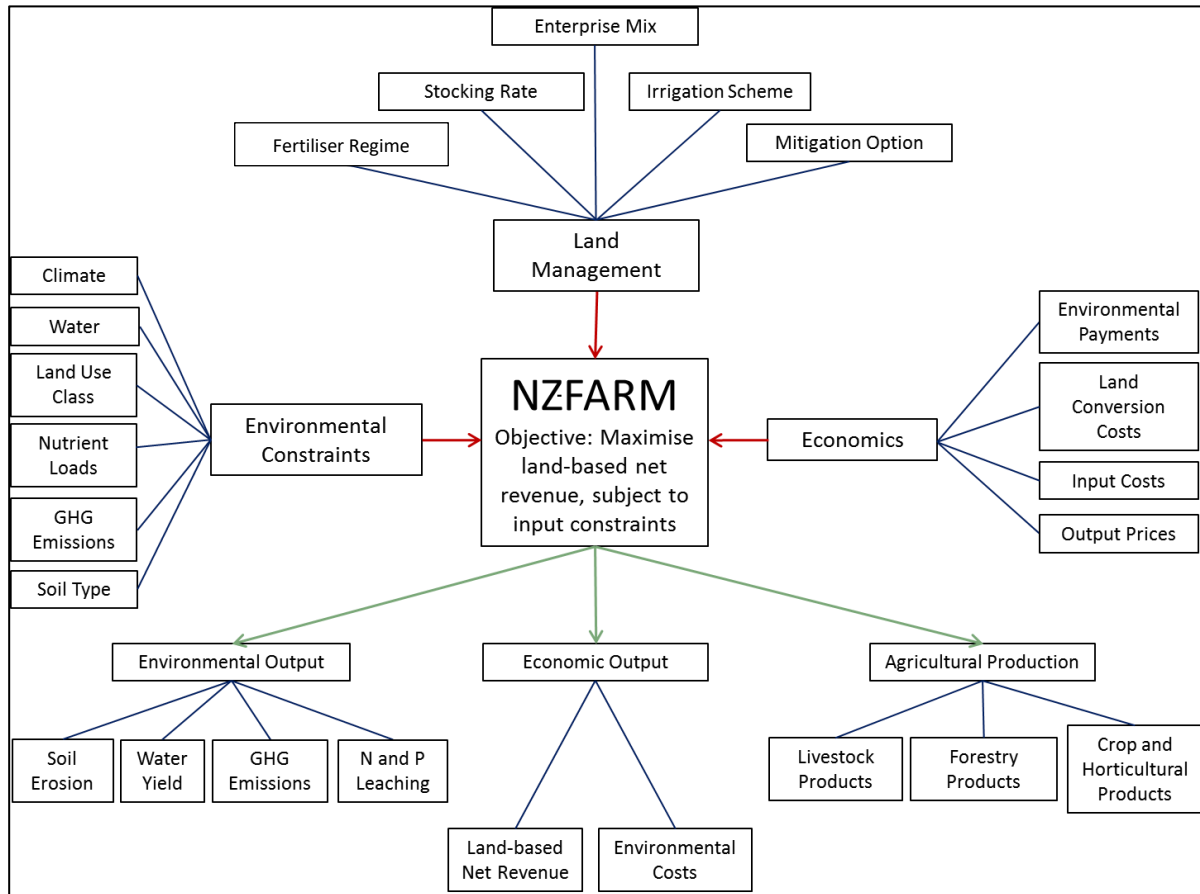 Enterprise Mix
Stocking Rate
Irrigation Scheme
Fertiliser Regime
Mitigation Option
Land
Management
Climate
Water
Land Use
Class
Nutrient
Loads
GHG
Emissions
Soil Type
Environmental
Constraints
NZFARM
Objective: Maximise
land-based net
revenue, subject to
input constraints
Economics
Environmental
Payments
Land
Conversion
Costs
Input Costs
Output Prices
Environmental Output
Economic Output
Agricultural Production
Soil
Erosion
Water
Yield
GHG
Emissions
N and P
Leaching
Land-based
Net Revenue
Environmental
Costs
Livestock
Products
Forestry
Products
Crop and
Horticultural
Products